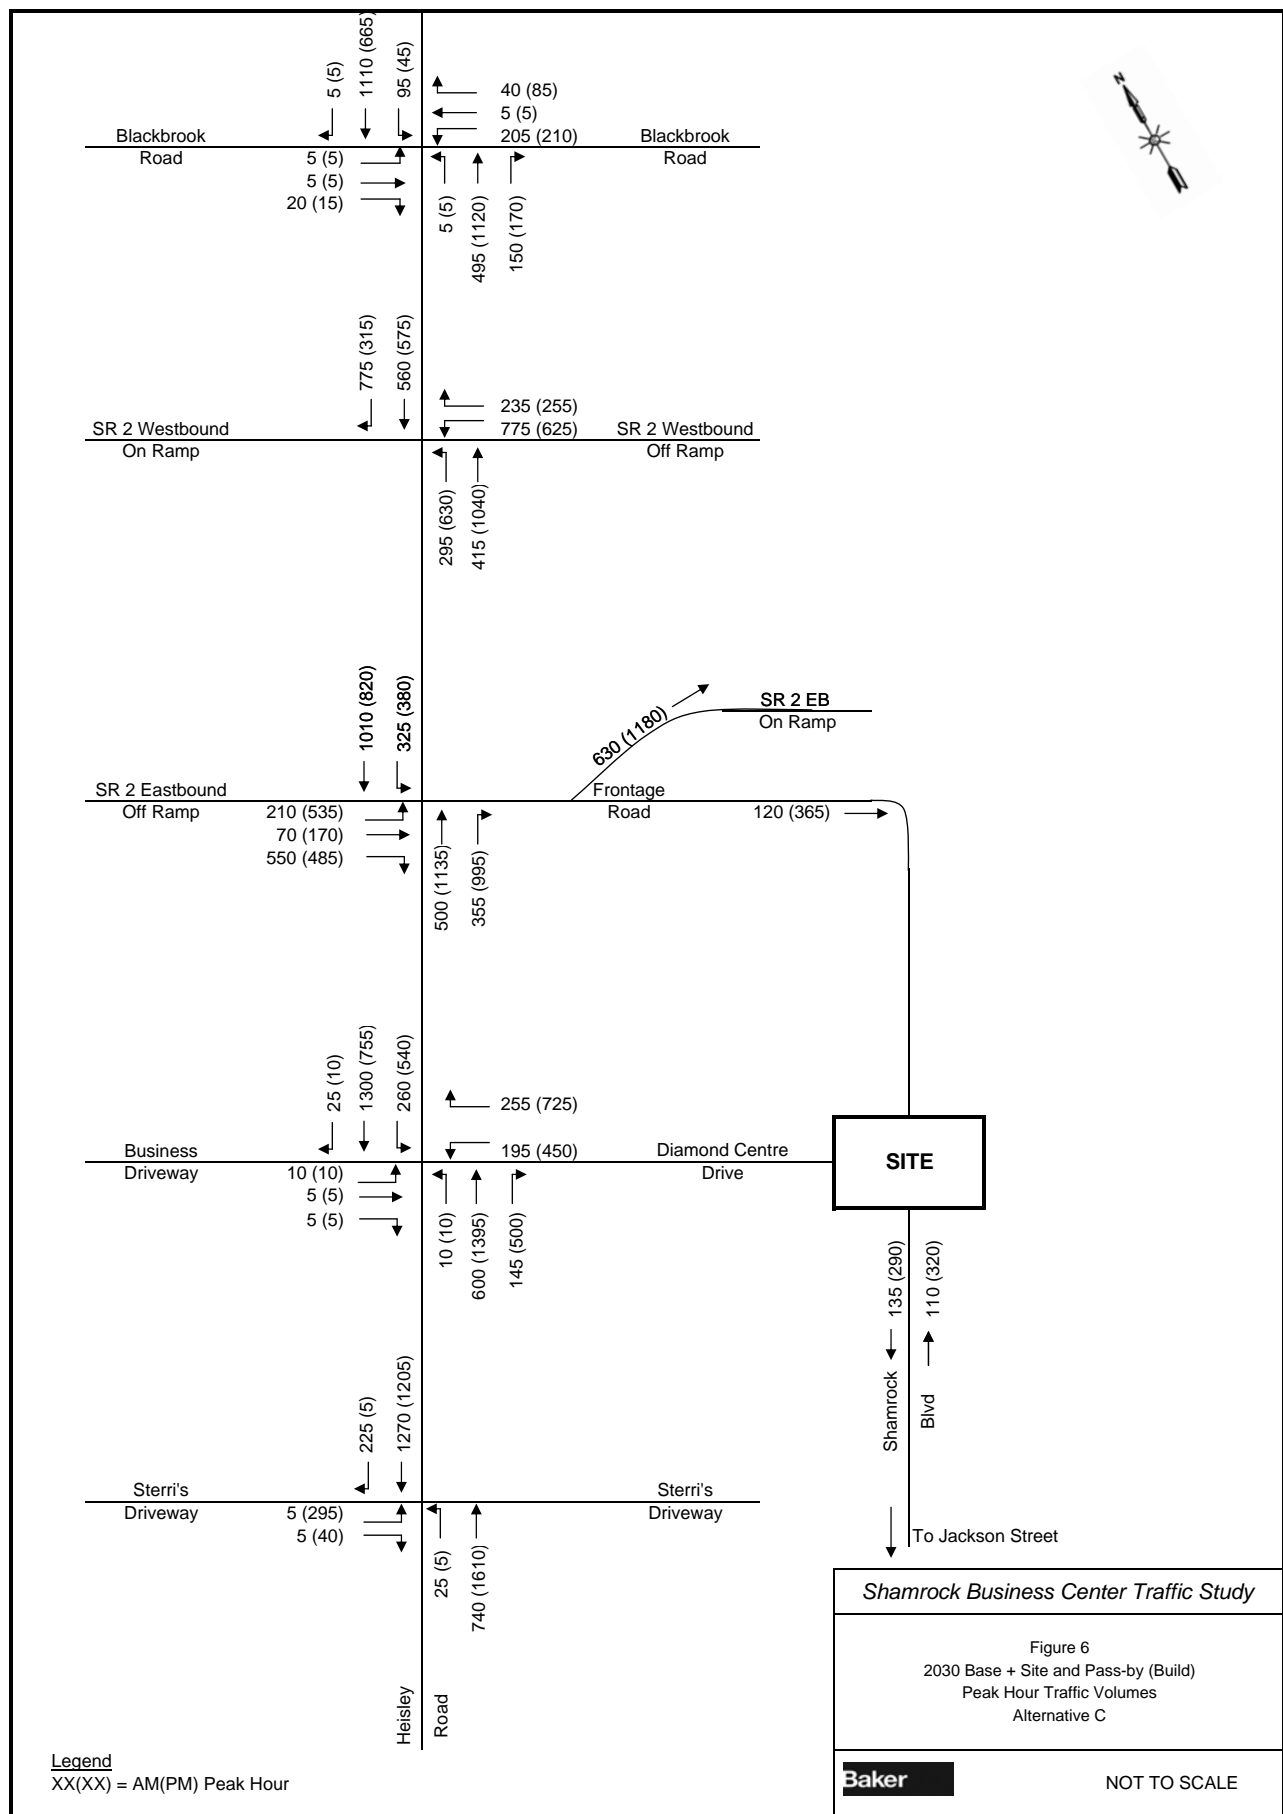 5 (5)
1110 (665)
95 (45)
40 (85)
5 (5)
205 (210)
Blackbrook
Road
Blackbrook
Road
5 (5)
5 (5)
20 (15)
5 (5)
495 (1120)
150 (170)
N
775 (315)
560 (575)
235 (255)
775 (625)
SR 2 Westbound
On Ramp
SR 2 Westbound
Off Ramp
295 (630)
415 (1040)
1010 (820)
325 (380)
630 (1180)
SR 2 EB
On Ramp
SR 2 Eastbound
Off Ramp
210 (535)
70 (170)
550 (485)
Frontage
Road
120 (365)
500 (1135)
355 (995)
25 (10)
1300 (755)
260 (540)
255 (725)
195 (450)
Business
Driveway
10 (10)
5 (5)
5 (5)
Diamond Centre
Drive
SITE
10 (10)
600 (1395)
145 (500)
135 (290)
110 (320)
Shamrock
Blvd
225 (5)
1270 (1205)
Sterri's
Driveway
5 (295)
5 (40)
Sterri's
Driveway
25 (5)
740 (1610)
To Jackson Street
Heisley
Road
Shamrock Business Center Traffic Study
Figure 6
2030 Base + Site and Pass-by (Build)
Peak Hour Traffic Volumes
Alternative C
Legend
XX(XX) = AM(PM) Peak Hour
Baker
NOT TO SCALE